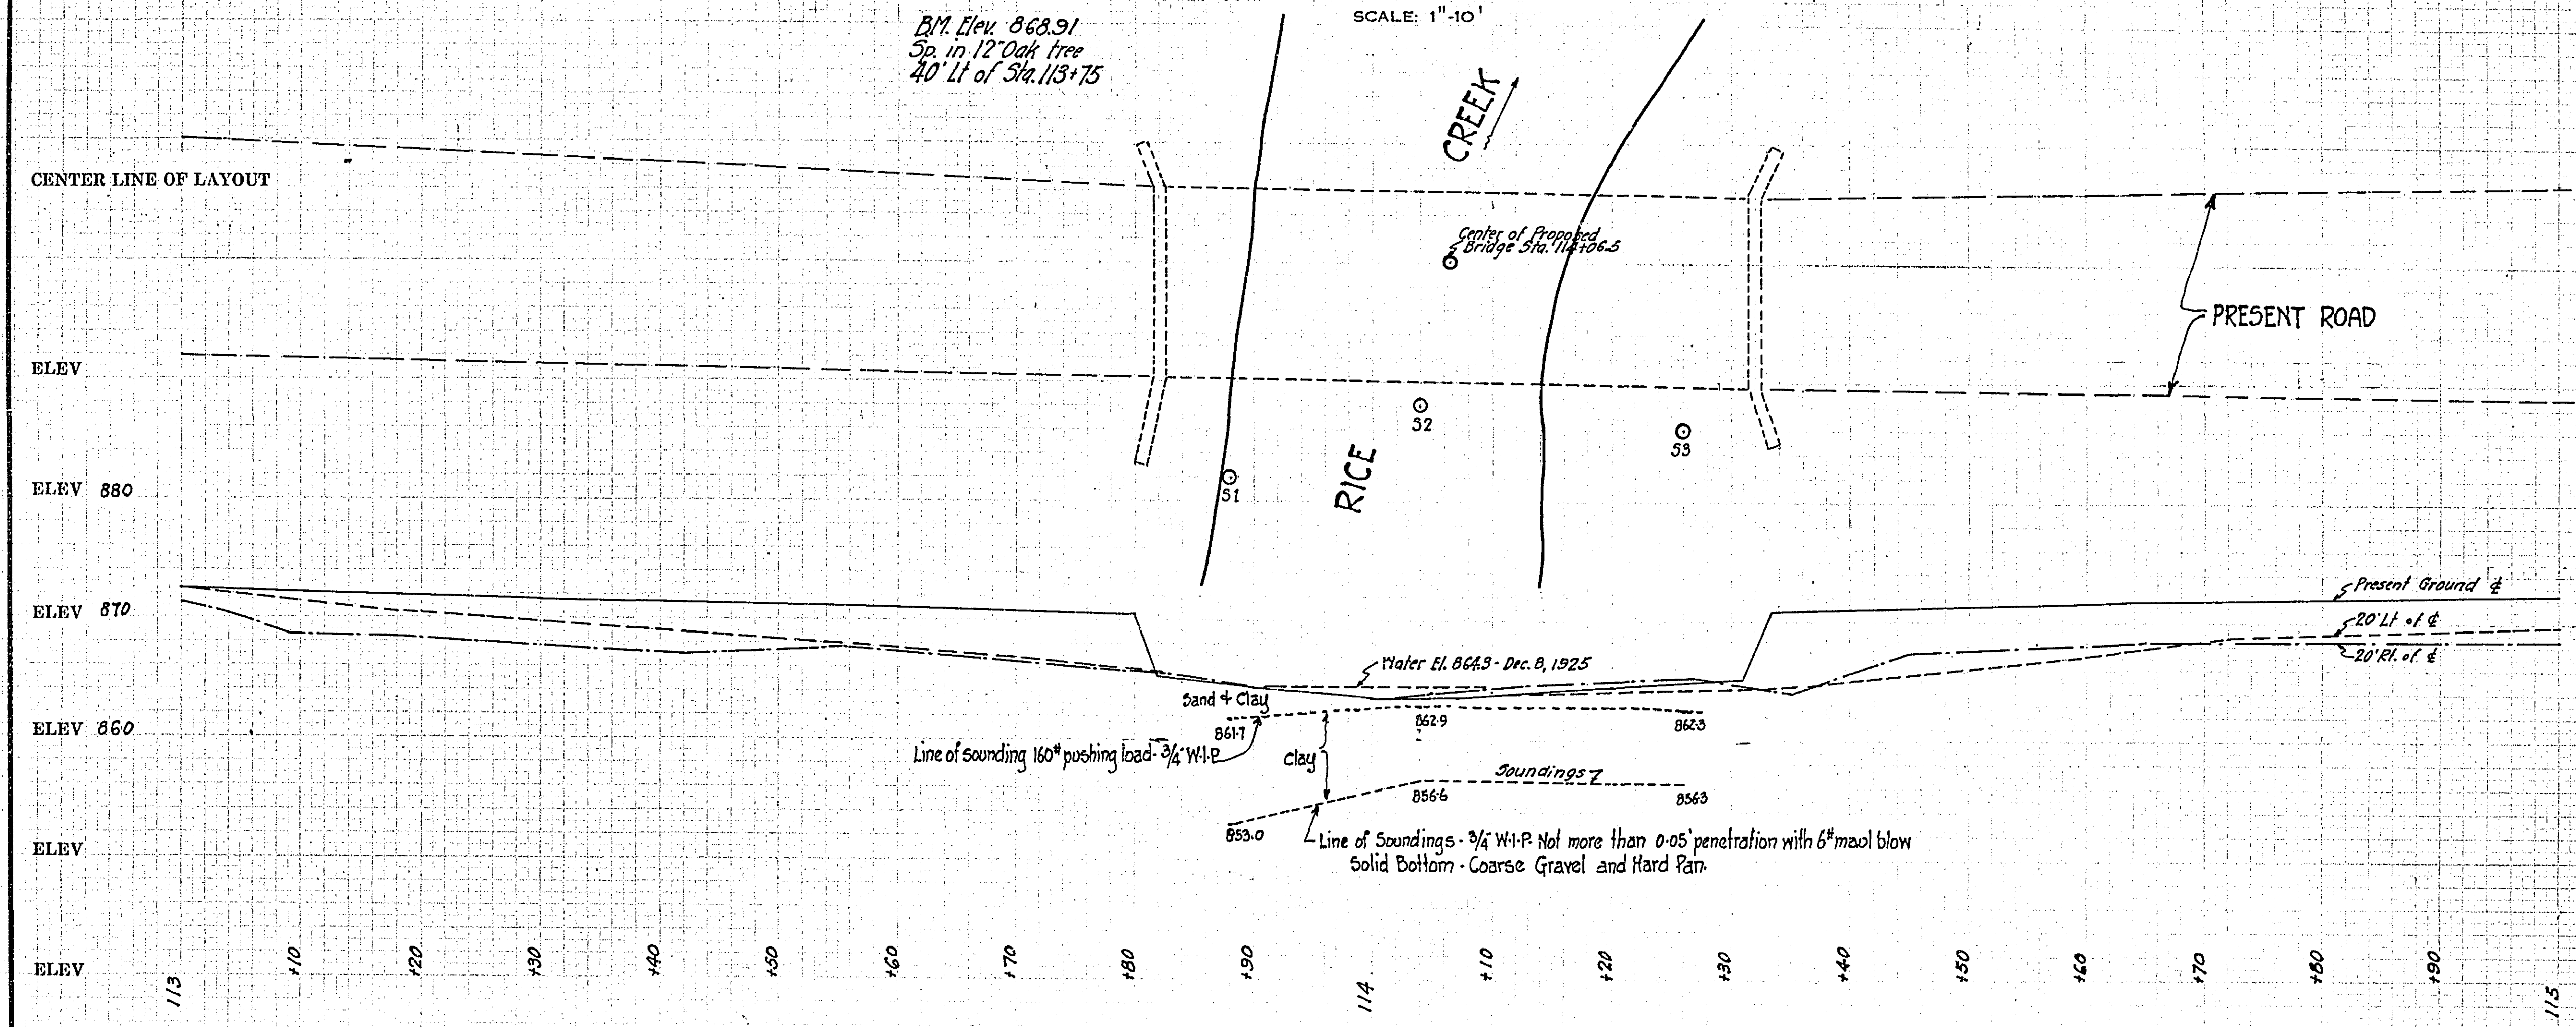 SCALE: 1"-10'
B.M. Elev. 868.91
Sp. in 12" Oak tree
40' Lt of Sta. 113+75
CREEK
CENTER LINE OF LAYOUT
Center of Proposed
Bridge Sta. 114+06.5
PRESENT ROAD
ELEV
S2
S3
RICE
ELEV 880
S1
Present Ground ₵
ELEV 870
20' Lt of ₵
20' Rt. of ₵
Water El. 864.3 - Dec. 8, 1925
Sand & Clay
ELEV 860
861.7
862.9
862.3
Line of sounding 160# pushing load - 3/4" W.I.P.
Clay
Soundings
856.6
856.3
853.0
Line of Soundings - 3/4" W.I.P. Not more than 0.05' penetration with 6# maul blow
Solid Bottom - Coarse Gravel and Hard Pan.
ELEV
ELEV
113 +10 +20 +30 +40 +50 +60 +70 +80 +90 114 +10 +20 +30 +40 +50 +60 +70 +80 +90 115